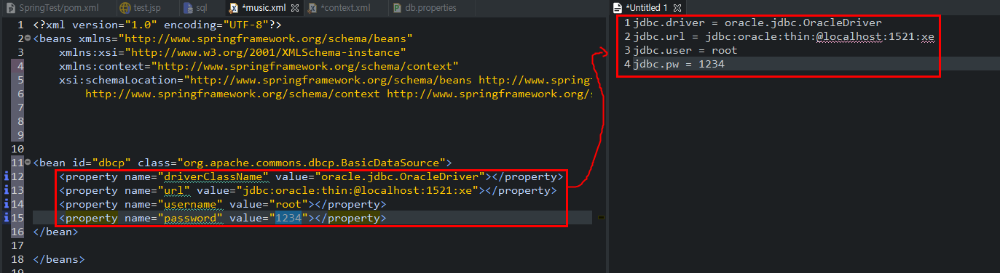 SpringTest/pom.xml
test.jsp
sql
*music.xml
*context.xml
db.properties
*Untitled 1
1 <?xml version="1.0" encoding="UTF-8"?>
2 <beans xmlns="http://www.springframework.org/schema/beans"
3 xmlns:xsi="http://www.w3.org/2001/XMLSchema-instance"
4 xmlns:context="http://www.springframework.org/schema/context"
5 xsi:schemaLocation="http://www.springframework.org/schema/beans http://www.spring
6 http://www.springframework.org/schema/context http://www.springframework.org/s
7
8
9
10
11 <bean id="dbcp" class="org.apache.commons.dbcp.BasicDataSource">
12 <property name="driverClassName" value="oracle.jdbc.OracleDriver"></property>
13 <property name="url" value="jdbc:oracle:thin:@localhost:1521:xe"></property>
14 <property name="username" value="root"></property>
15 <property name="password" value="1234"></property>
16 </bean>
17
18 </beans>
1 jdbc.driver = oracle.jdbc.OracleDriver
2 jdbc.url = jdbc:oracle:thin:@localhost:1521:xe
3 jdbc.user = root
4 jdbc.pw = 1234